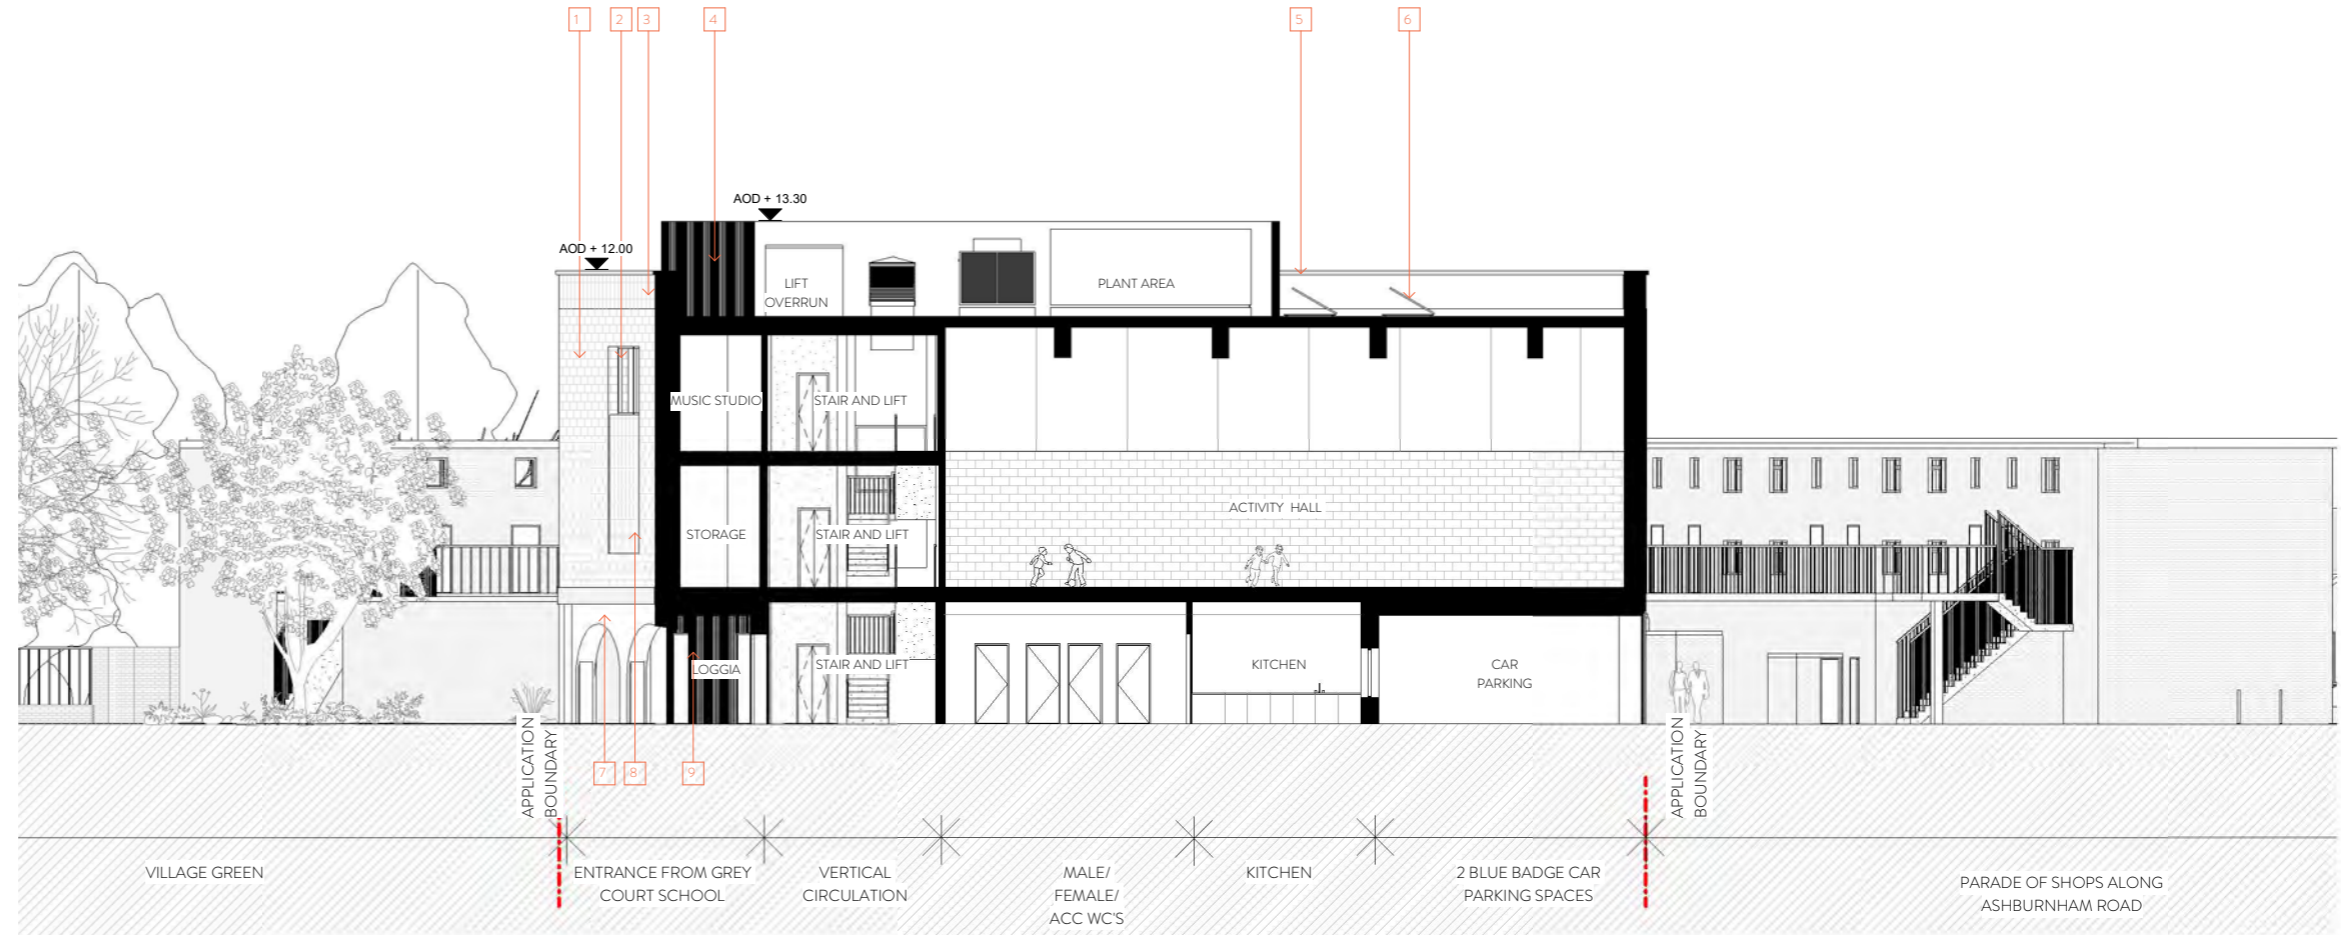 1
2
3
4
5
6
AOD + 13.30
AOD + 12.00
LIFT
OVERRUN
PLANT AREA
MUSIC STUDIO
STAIR AND LIFT
ACTIVITY HALL
STORAGE
STAIR AND LIFT
LOGGIA
STAIR AND LIFT
KITCHEN
CAR
PARKING
APPLICATION
BOUNDARY
APPLICATION
BOUNDARY
7
8
9
VILLAGE GREEN
ENTRANCE FROM GREY
COURT SCHOOL
VERTICAL
CIRCULATION
MALE/
FEMALE/
ACC WC'S
KITCHEN
2 BLUE BADGE CAR
PARKING SPACES
PARADE OF SHOPS ALONG
ASHBURNHAM ROAD